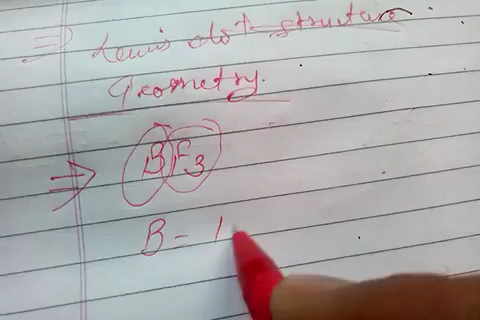 ⇒ Lewis dot structure
Geometry.
⇒ BF3
B - 1